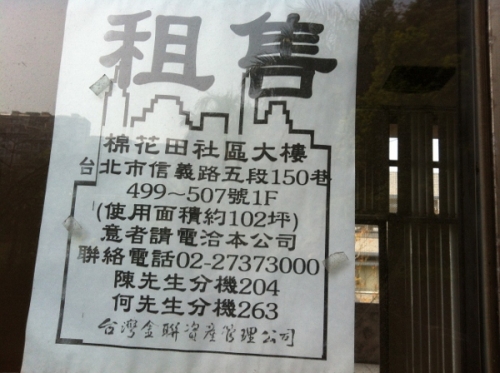 租售
棉花田社區大樓
台北市信義路五段150巷
499～507號1F
(使用面積約102坪)
意者請電洽本公司
聯絡電話02-27373000
陳先生分機204
何先生分機263
台灣金聯資產管理公司